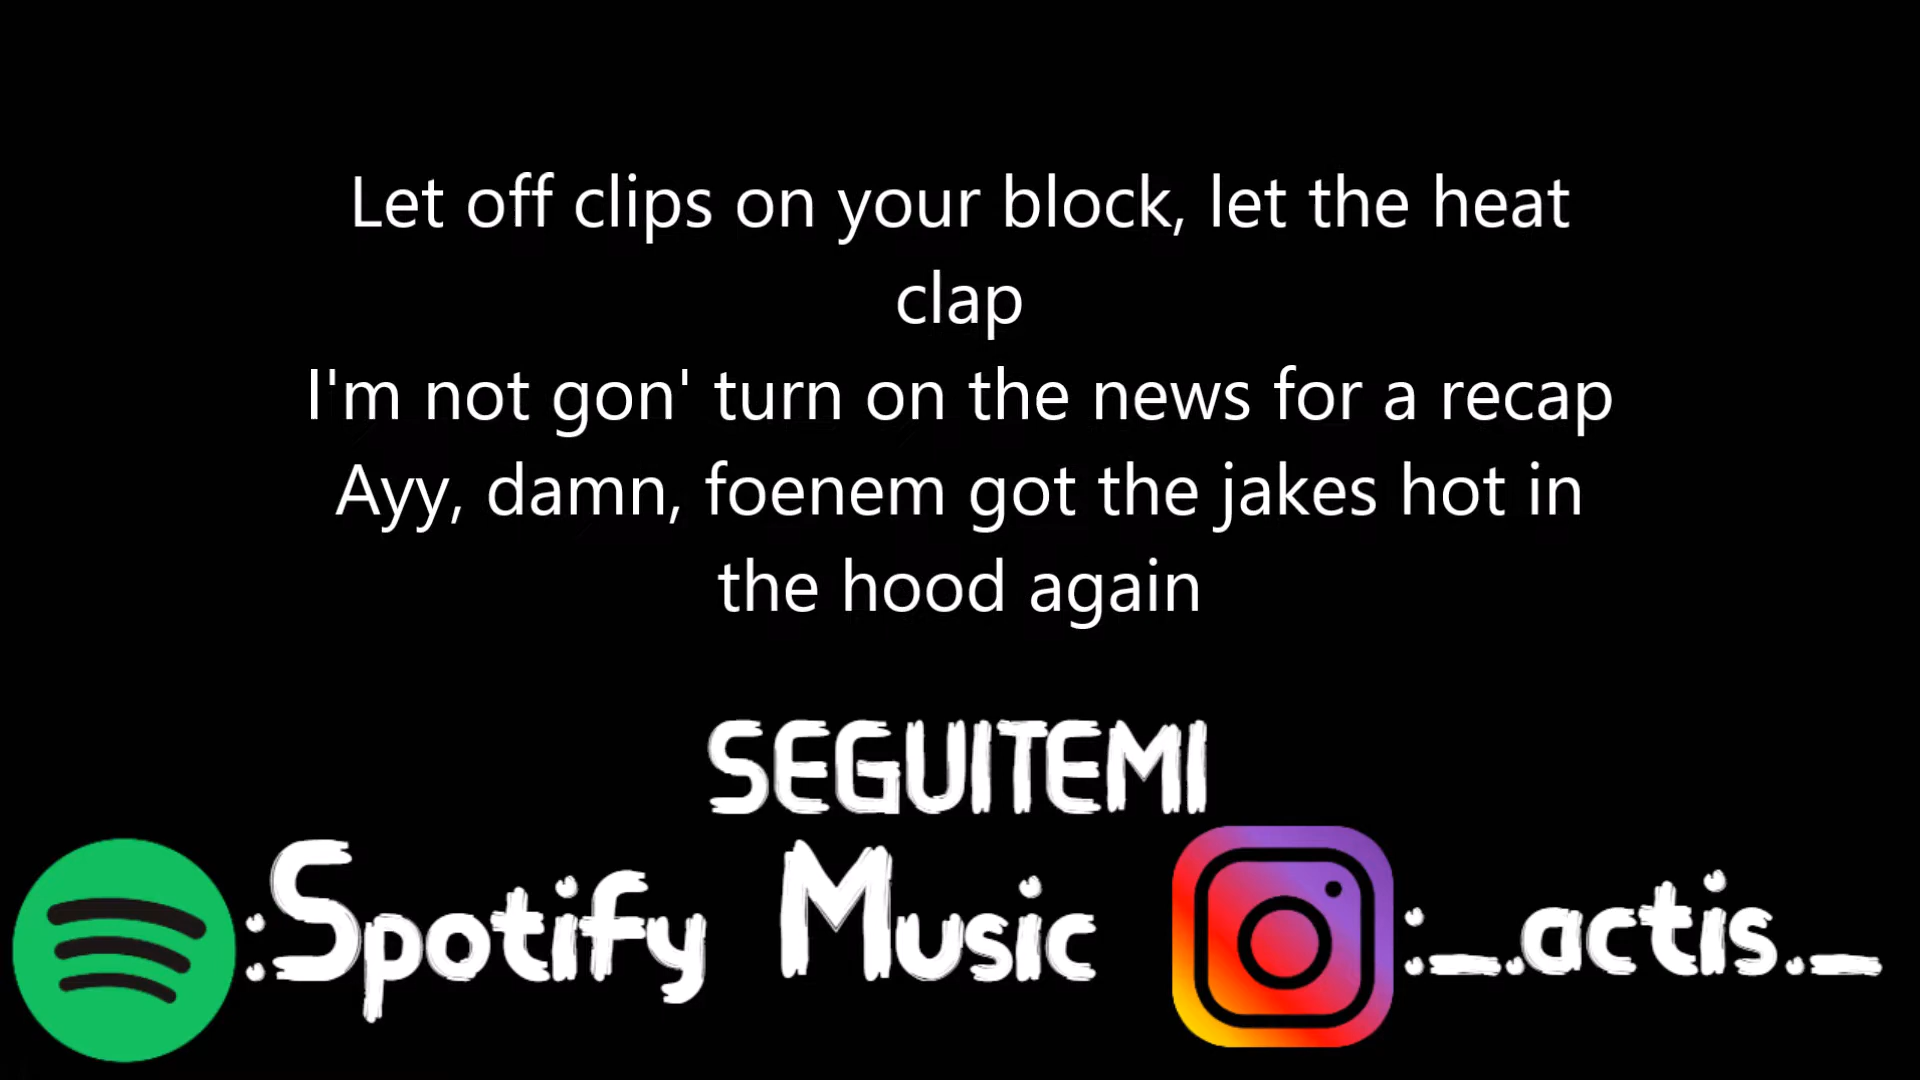 Let off clips on your block, let the heat
clap
I'm not gon' turn on the news for a recap
Ayy, damn, foenem got the jakes hot in
the hood again
SEGUITEMI
:Spotify Music
:_.actis._